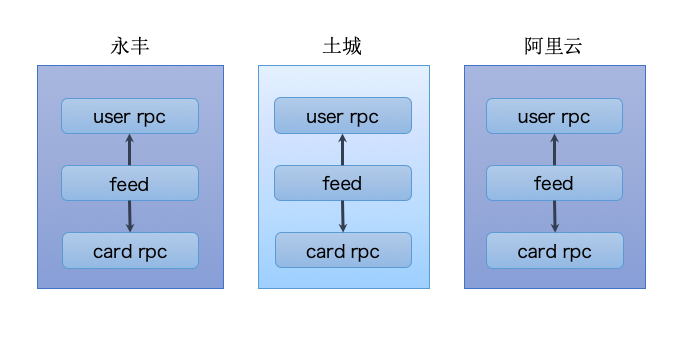 永丰
土城
阿里云
user rpc
user rpc
user rpc
feed
feed
feed
card rpc
card rpc
card rpc